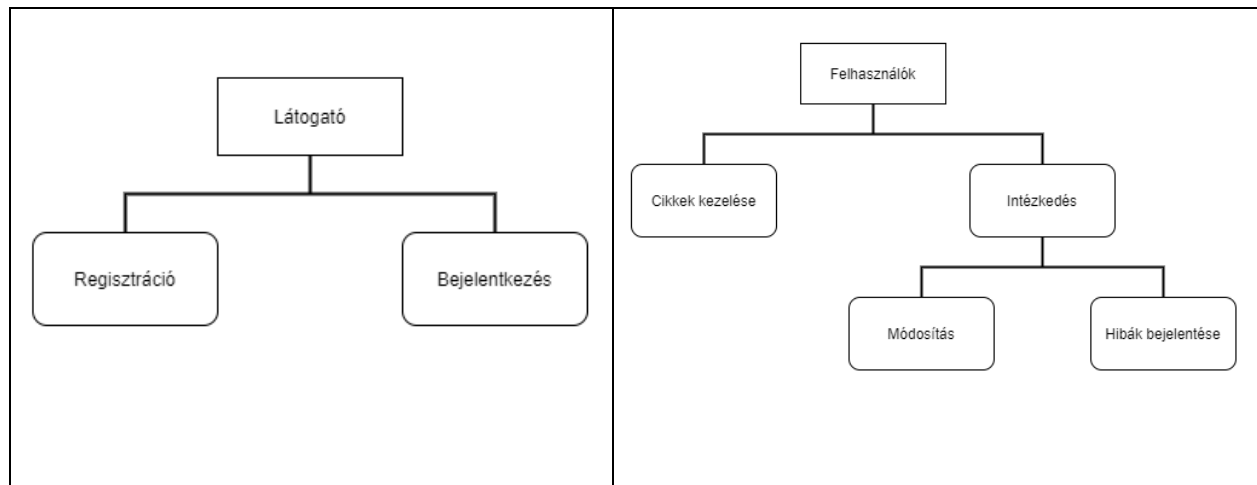 Látogató
Regisztráció
Bejelentkezés
Felhasználók
Cikkek kezelése
Intézkedés
Módosítás
Hibák bejelentése